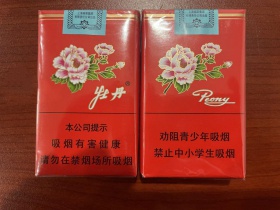 牡丹
本公司提示
吸烟有害健康
请勿在禁烟场所吸烟
Peony
劝阻青少年吸烟
禁止中小学生吸烟